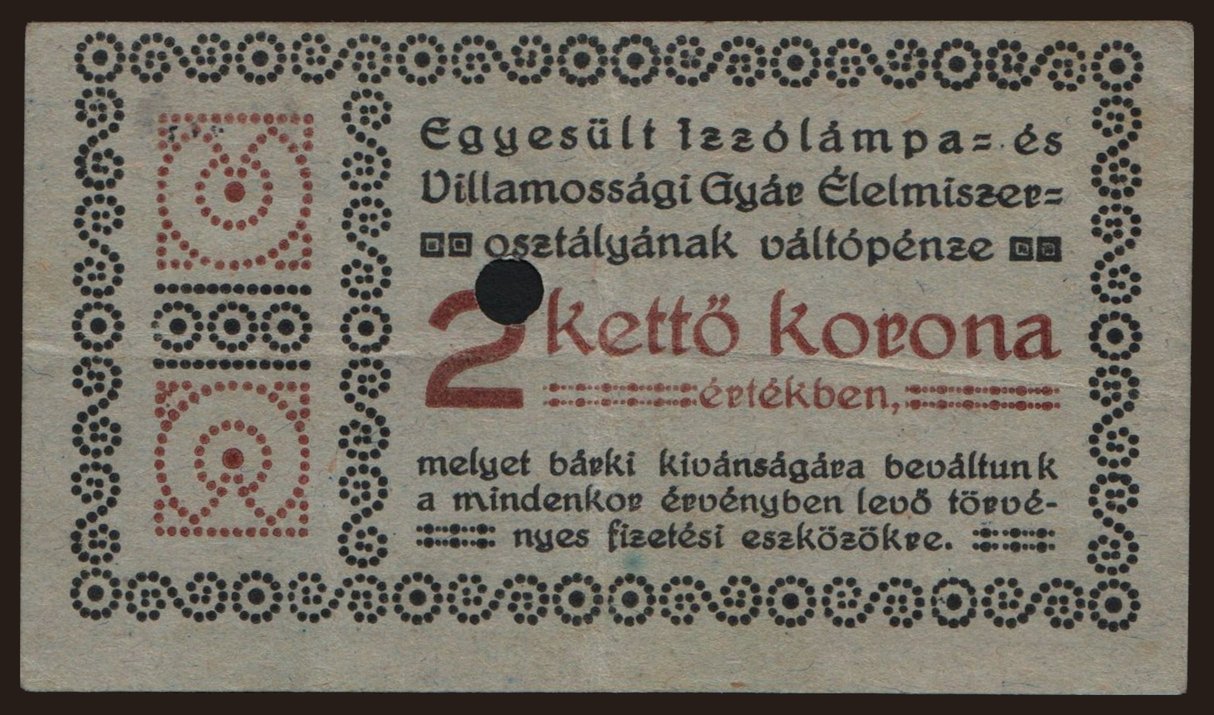 Egyesült Izzólámpa= és
Villamossági Gyár Élelmiszer=
osztályának váltópénze
2 kettő korona
értékben,
melyet bárki kivánságára beváltunk
a mindenkor érvényben levő törvé-
nyes fizetési eszközökre.